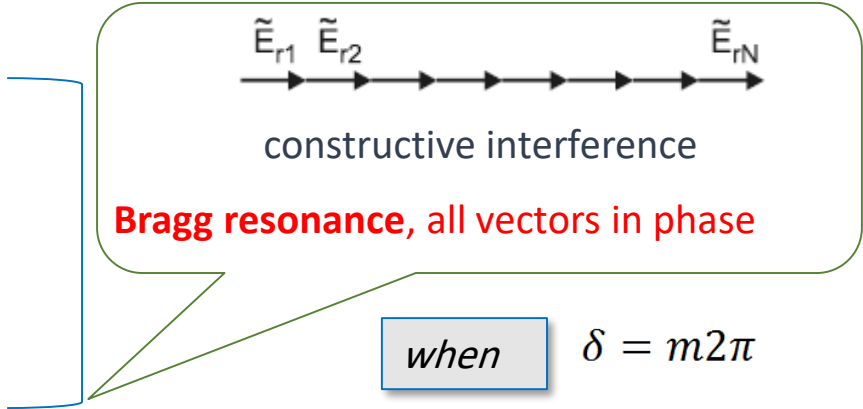 Ẽr1 Ẽr2 ẼrN
constructive interference
Bragg resonance, all vectors in phase
when δ = m2π